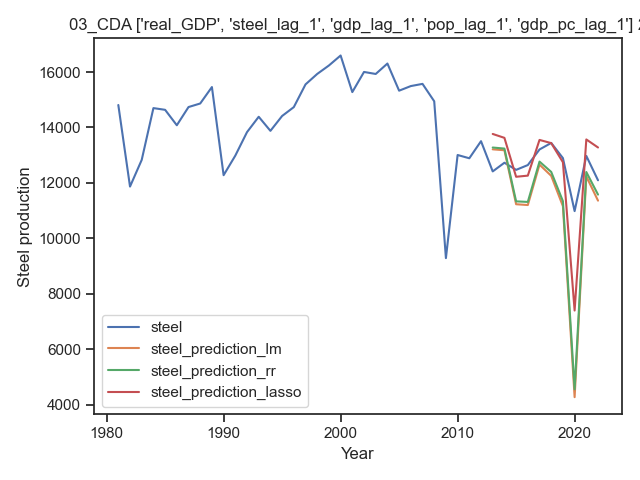 03_CDA ['real_GDP', 'steel_lag_1', 'gdp_lag_1', 'pop_lag_1', 'gdp_pc_lag_1']
16000
14000
12000
10000
8000
6000
4000
Steel production
steel
steel_prediction_lm
steel_prediction_rr
steel_prediction_lasso
1980
1990
2000
2010
2020
Year